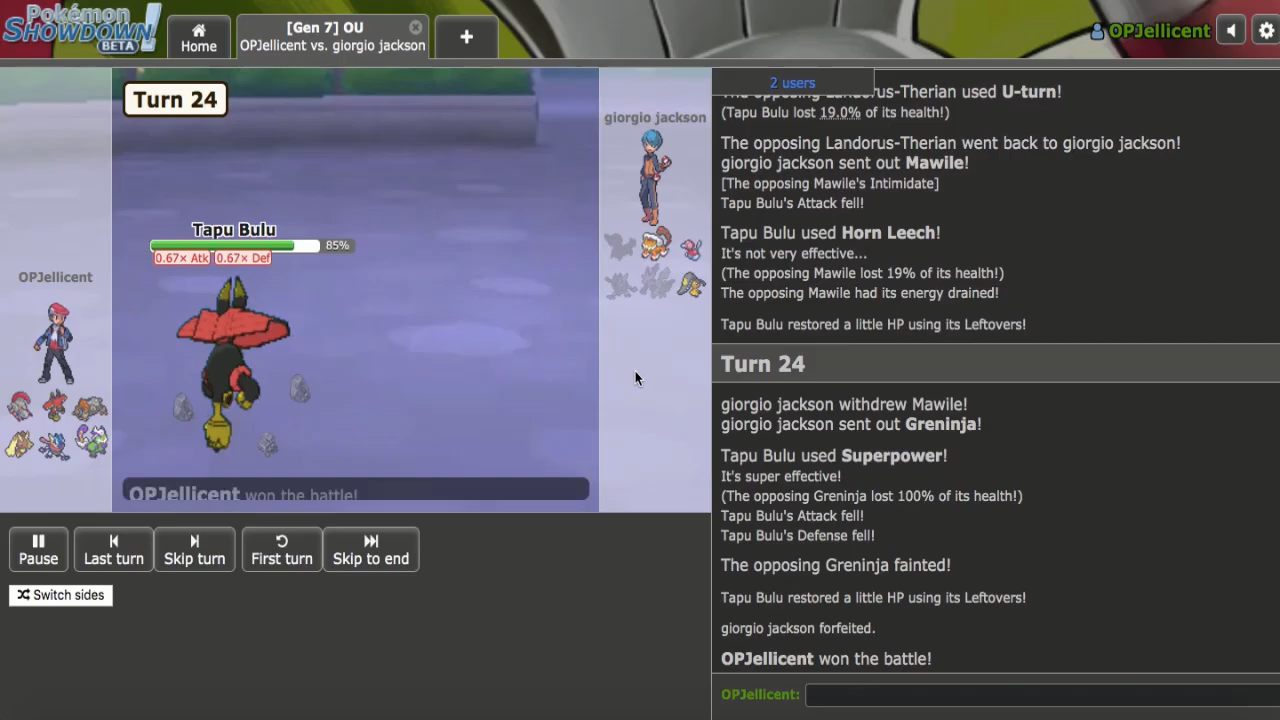 Pokémon
SHOWDOWN!
BETA
Home
[Gen 7] OU
OPJellicent vs. giorgio jackson
+
OPJellicent
Turn 24
giorgio jackson
Tapu Bulu
85%
0.67× Atk 0.67× Def
OPJellicent
OPJellicent won the battle!
Pause
Last turn
Skip turn
First turn
Skip to end
Switch sides
2 users
The opposing Landorus-Therian used U-turn!
(Tapu Bulu lost 19.0% of its health!)
The opposing Landorus-Therian went back to giorgio jackson!
giorgio jackson sent out Mawile!
[The opposing Mawile's Intimidate]
Tapu Bulu's Attack fell!
Tapu Bulu used Horn Leech!
It's not very effective...
(The opposing Mawile lost 19% of its health!)
The opposing Mawile had its energy drained!
Tapu Bulu restored a little HP using its Leftovers!
Turn 24
giorgio jackson withdrew Mawile!
giorgio jackson sent out Greninja!
Tapu Bulu used Superpower!
It's super effective!
(The opposing Greninja lost 100% of its health!)
Tapu Bulu's Attack fell!
Tapu Bulu's Defense fell!
The opposing Greninja fainted!
Tapu Bulu restored a little HP using its Leftovers!
giorgio jackson forfeited.
OPJellicent won the battle!
OPJellicent: